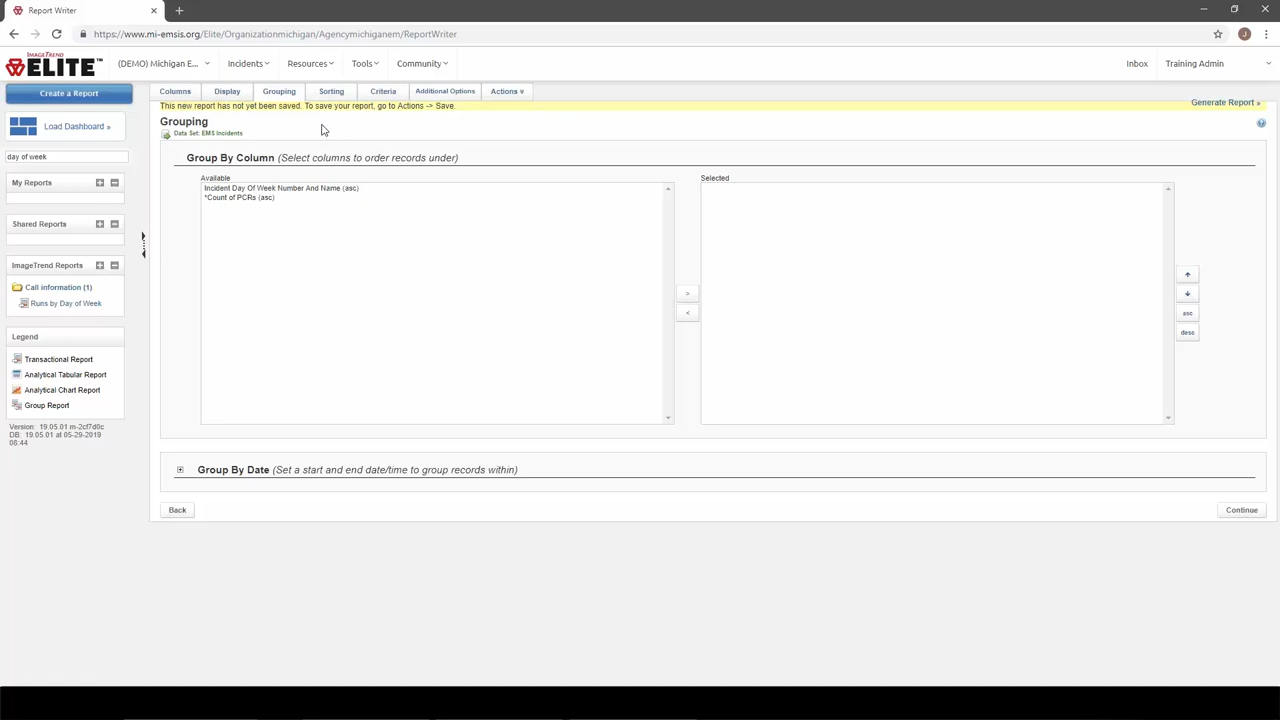 Report Writer
https://www.mi-emsis.org/Elite/Organizationmichigan/Agencymichiganem/ReportWriter
J
IMAGETREND
ELITE™
(DEMO) Michigan E...
Incidents
Resources
Tools
Community
Inbox
Training Admin
Create a Report
Load Dashboard »
day of week
My Reports
Shared Reports
ImageTrend Reports
Call information (1)
Runs by Day of Week
Legend
Transactional Report
Analytical Tabular Report
Analytical Chart Report
Group Report
Version: 19.05.01 m-2cf7d0c
DB: 19.05.01 at 05-29-2019
08:44
Columns
Display
Grouping
Sorting
Criteria
Additional Options
Actions
This new report has not yet been saved. To save your report, go to Actions -> Save.
Generate Report »
Grouping
Data Set: EMS Incidents
Group By Column (Select columns to order records under)
Available
Incident Day Of Week Number And Name (asc)
*Count of PCRs (asc)
>
<
Selected
asc
desc
Group By Date (Set a start and end date/time to group records within)
Back
Continue